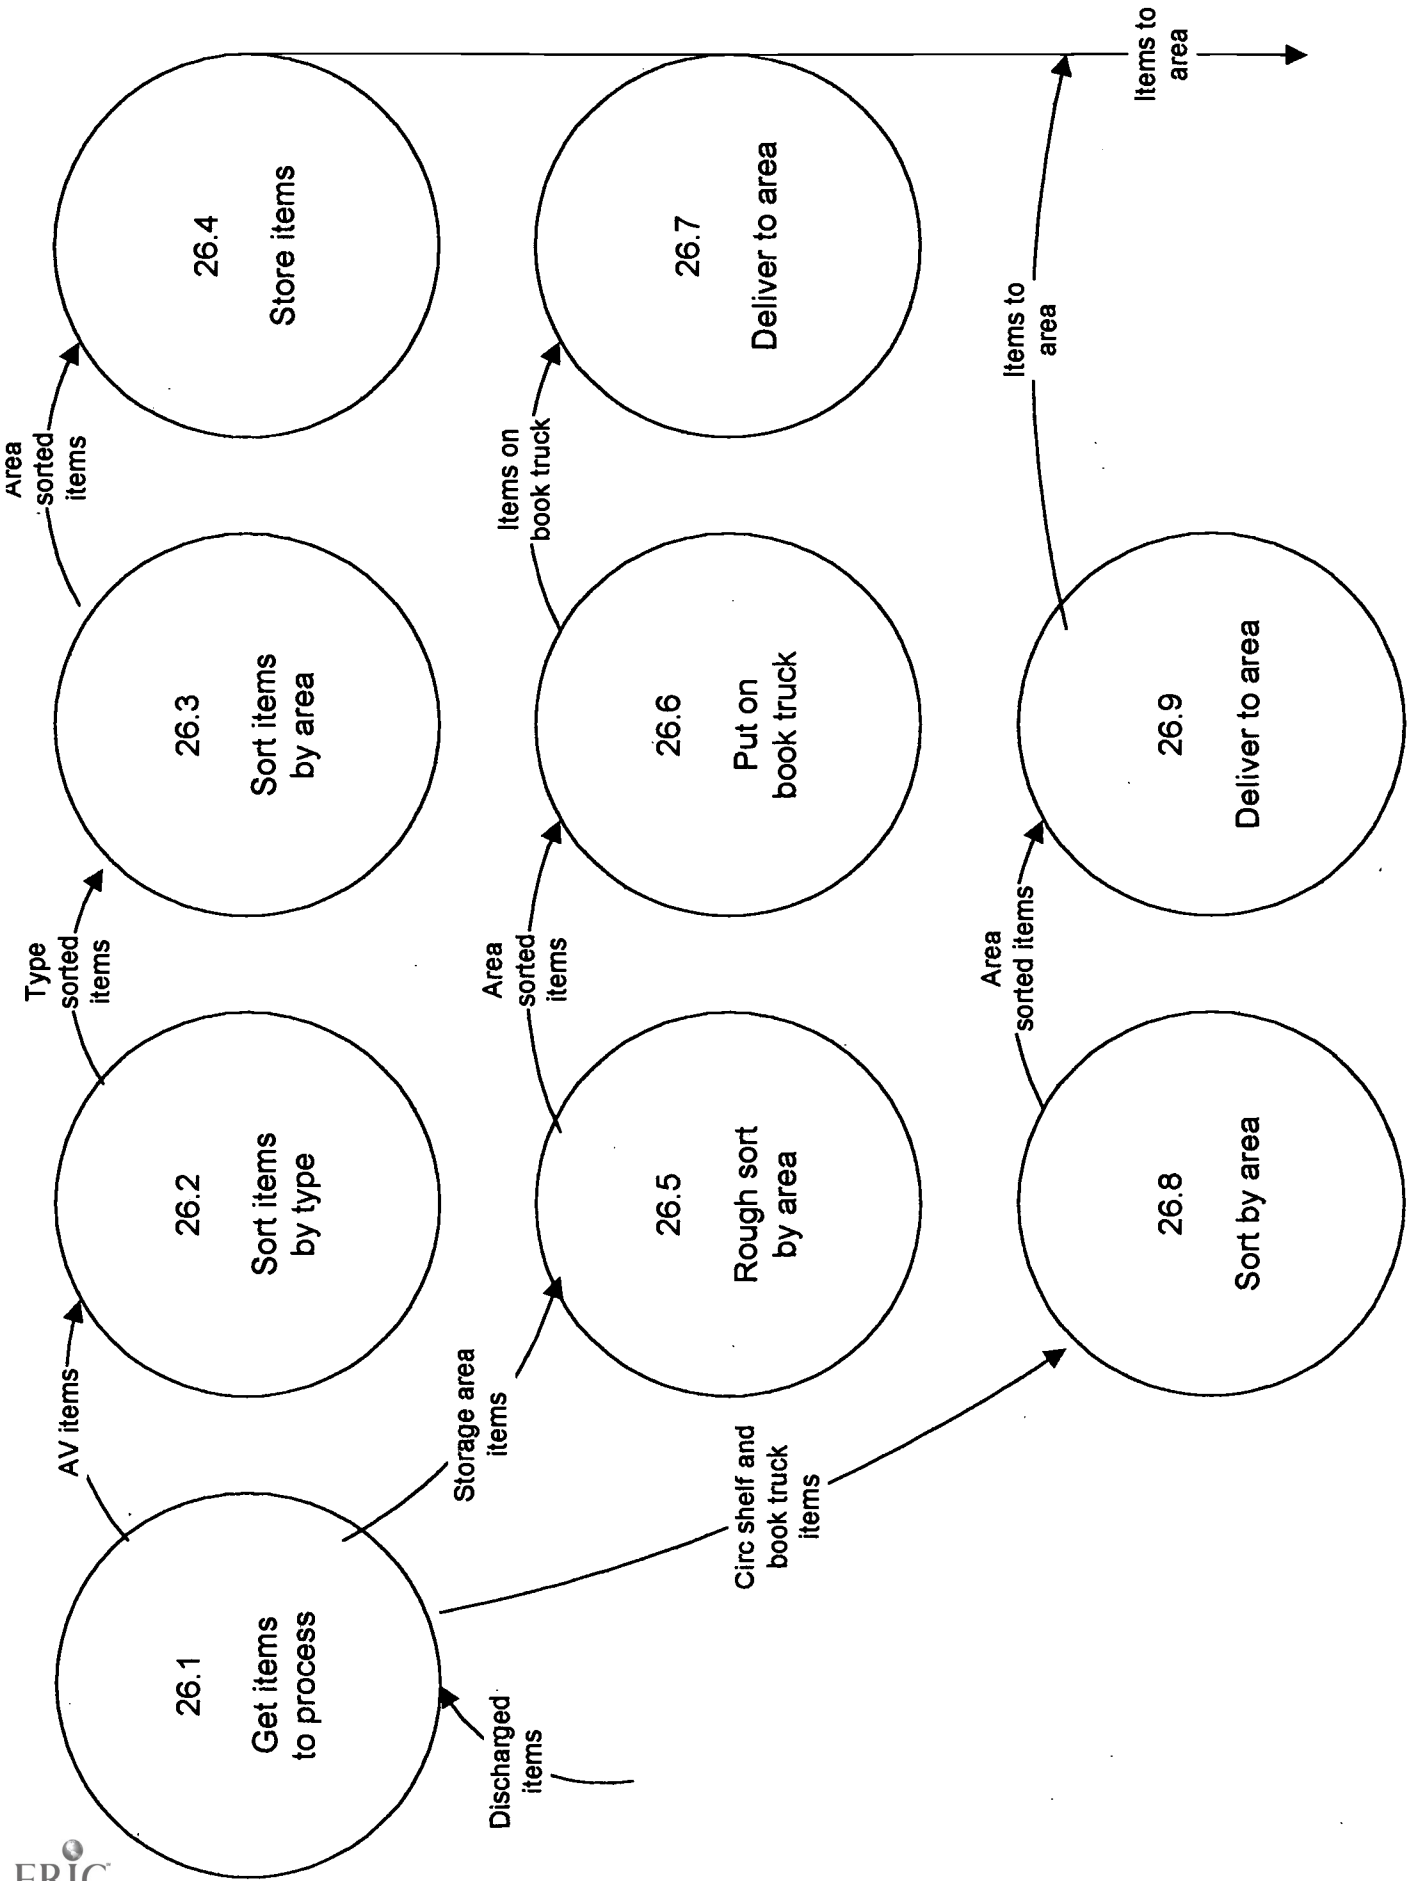 26.1
Get items
to process
AV items
26.2
Sort items
by type
Type
sorted
items
26.3
Sort items
by area
Area
sorted
items
26.4
Store items
Discharged
items
Storage area
items
26.5
Rough sort
by area
Area
sorted
items
26.6
Put on
book truck
Items on
book truck
26.7
Deliver to area
Circ shelf and
book truck
items
26.8
Sort by area
Area
sorted items
26.9
Deliver to area
Items to
area
Items to
area
ERIC